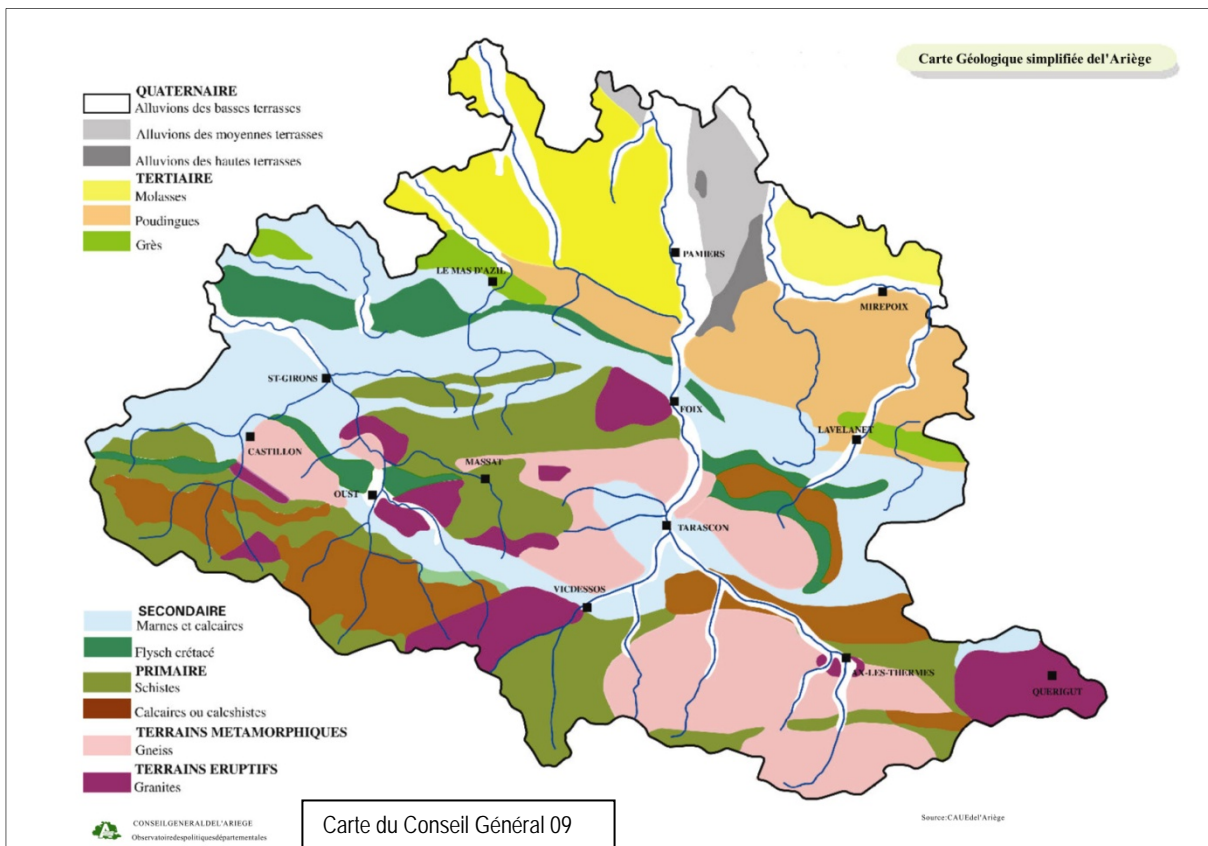 Carte Géologique simplifiée del'Ariège
QUATERNAIRE
Alluvions des basses terrasses
Alluvions des moyennes terrasses
Alluvions des hautes terrasses
TERTIAIRE
Molasses
Poudingues
Grès
PAMIERS
LE MAS D'AZIL
MIREPOIX
ST-GIRONS
FOIX
LAVELANET
CASTILLON
MASSAT
OUST
TARASCON
VICDESSOS
AX-LES-THERMES
QUERIGUT
SECONDAIRE
Marnes et calcaires
Flysch crétacé
PRIMAIRE
Schistes
Calcaires ou calcshistes
TERRAINS METAMORPHIQUES
Gneiss
TERRAINS ERUPTIFS
Granites
CONSEILGENERALDEL'ARIEGE
Observatoiredespolitiquesdépartementales
Carte du Conseil Général 09
Source:CAUEdel'Ariège